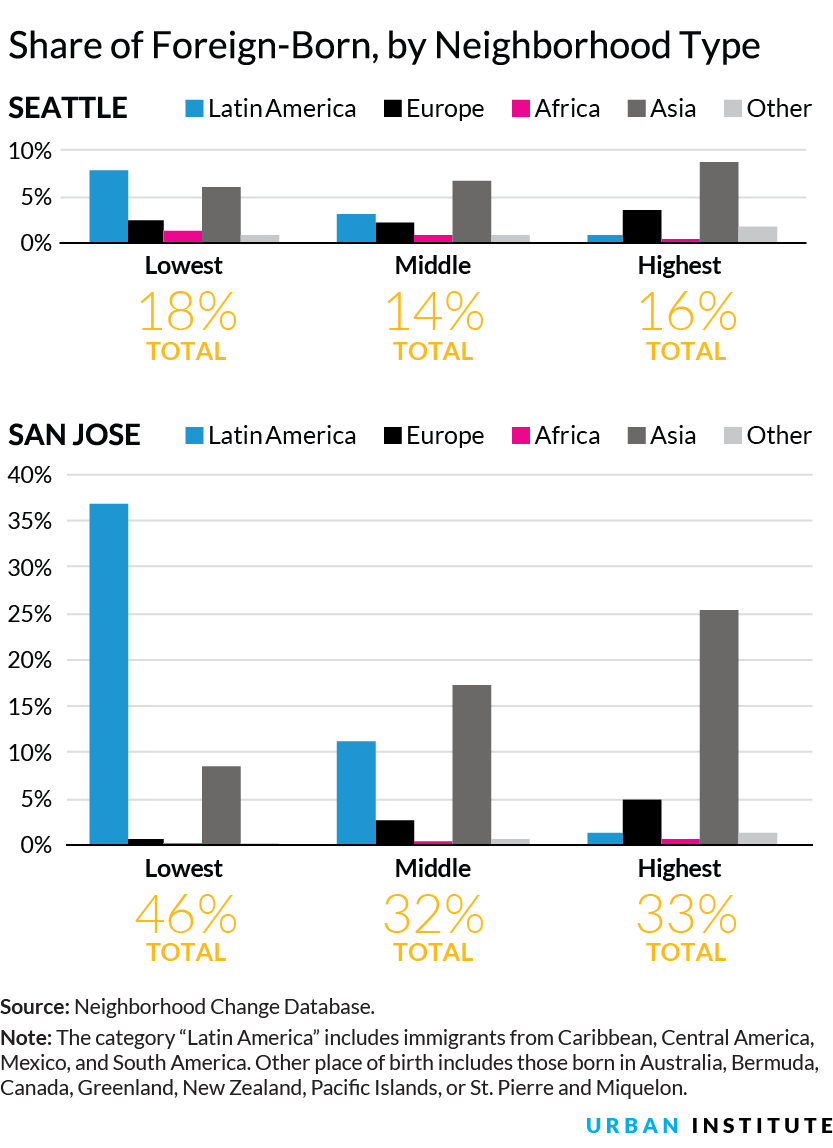 Share of Foreign-Born, by Neighborhood Type
SEATTLE Latin America Europe Africa Asia Other
10%
5%
0%
Lowest Middle Highest
18% 14% 16%
TOTAL TOTAL TOTAL
SAN JOSE Latin America Europe Africa Asia Other
40%
35%
30%
25%
20%
15%
10%
5%
0%
Lowest Middle Highest
46% 32% 33%
TOTAL TOTAL TOTAL
Source: Neighborhood Change Database.
Note: The category “Latin America” includes immigrants from Caribbean, Central America,
Mexico, and South America. Other place of birth includes those born in Australia, Bermuda,
Canada, Greenland, New Zealand, Pacific Islands, or St. Pierre and Miquelon.
URBAN INSTITUTE